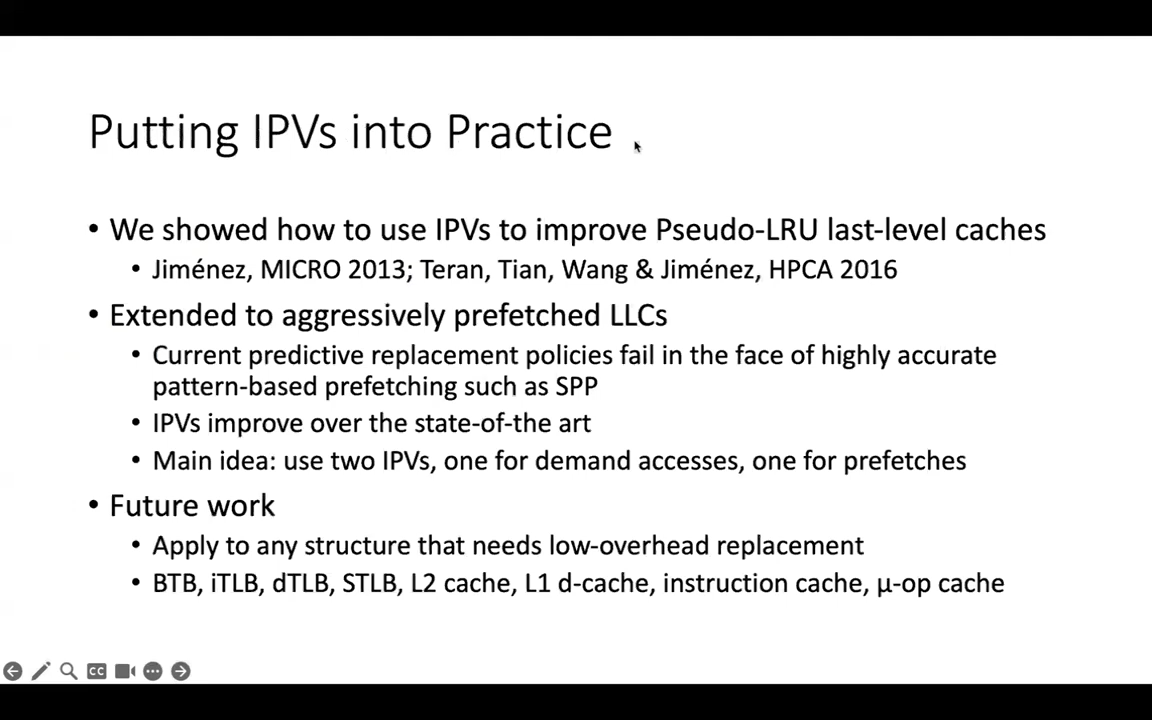 Putting IPVs into Practice
• We showed how to use IPVs to improve Pseudo-LRU last-level caches
• Jiménez, MICRO 2013; Teran, Tian, Wang & Jiménez, HPCA 2016
• Extended to aggressively prefetched LLCs
• Current predictive replacement policies fail in the face of highly accurate
pattern-based prefetching such as SPP
• IPVs improve over the state-of-the art
• Main idea: use two IPVs, one for demand accesses, one for prefetches
• Future work
• Apply to any structure that needs low-overhead replacement
• BTB, iTLB, dTLB, STLB, L2 cache, L1 d-cache, instruction cache, μ-op cache
CC